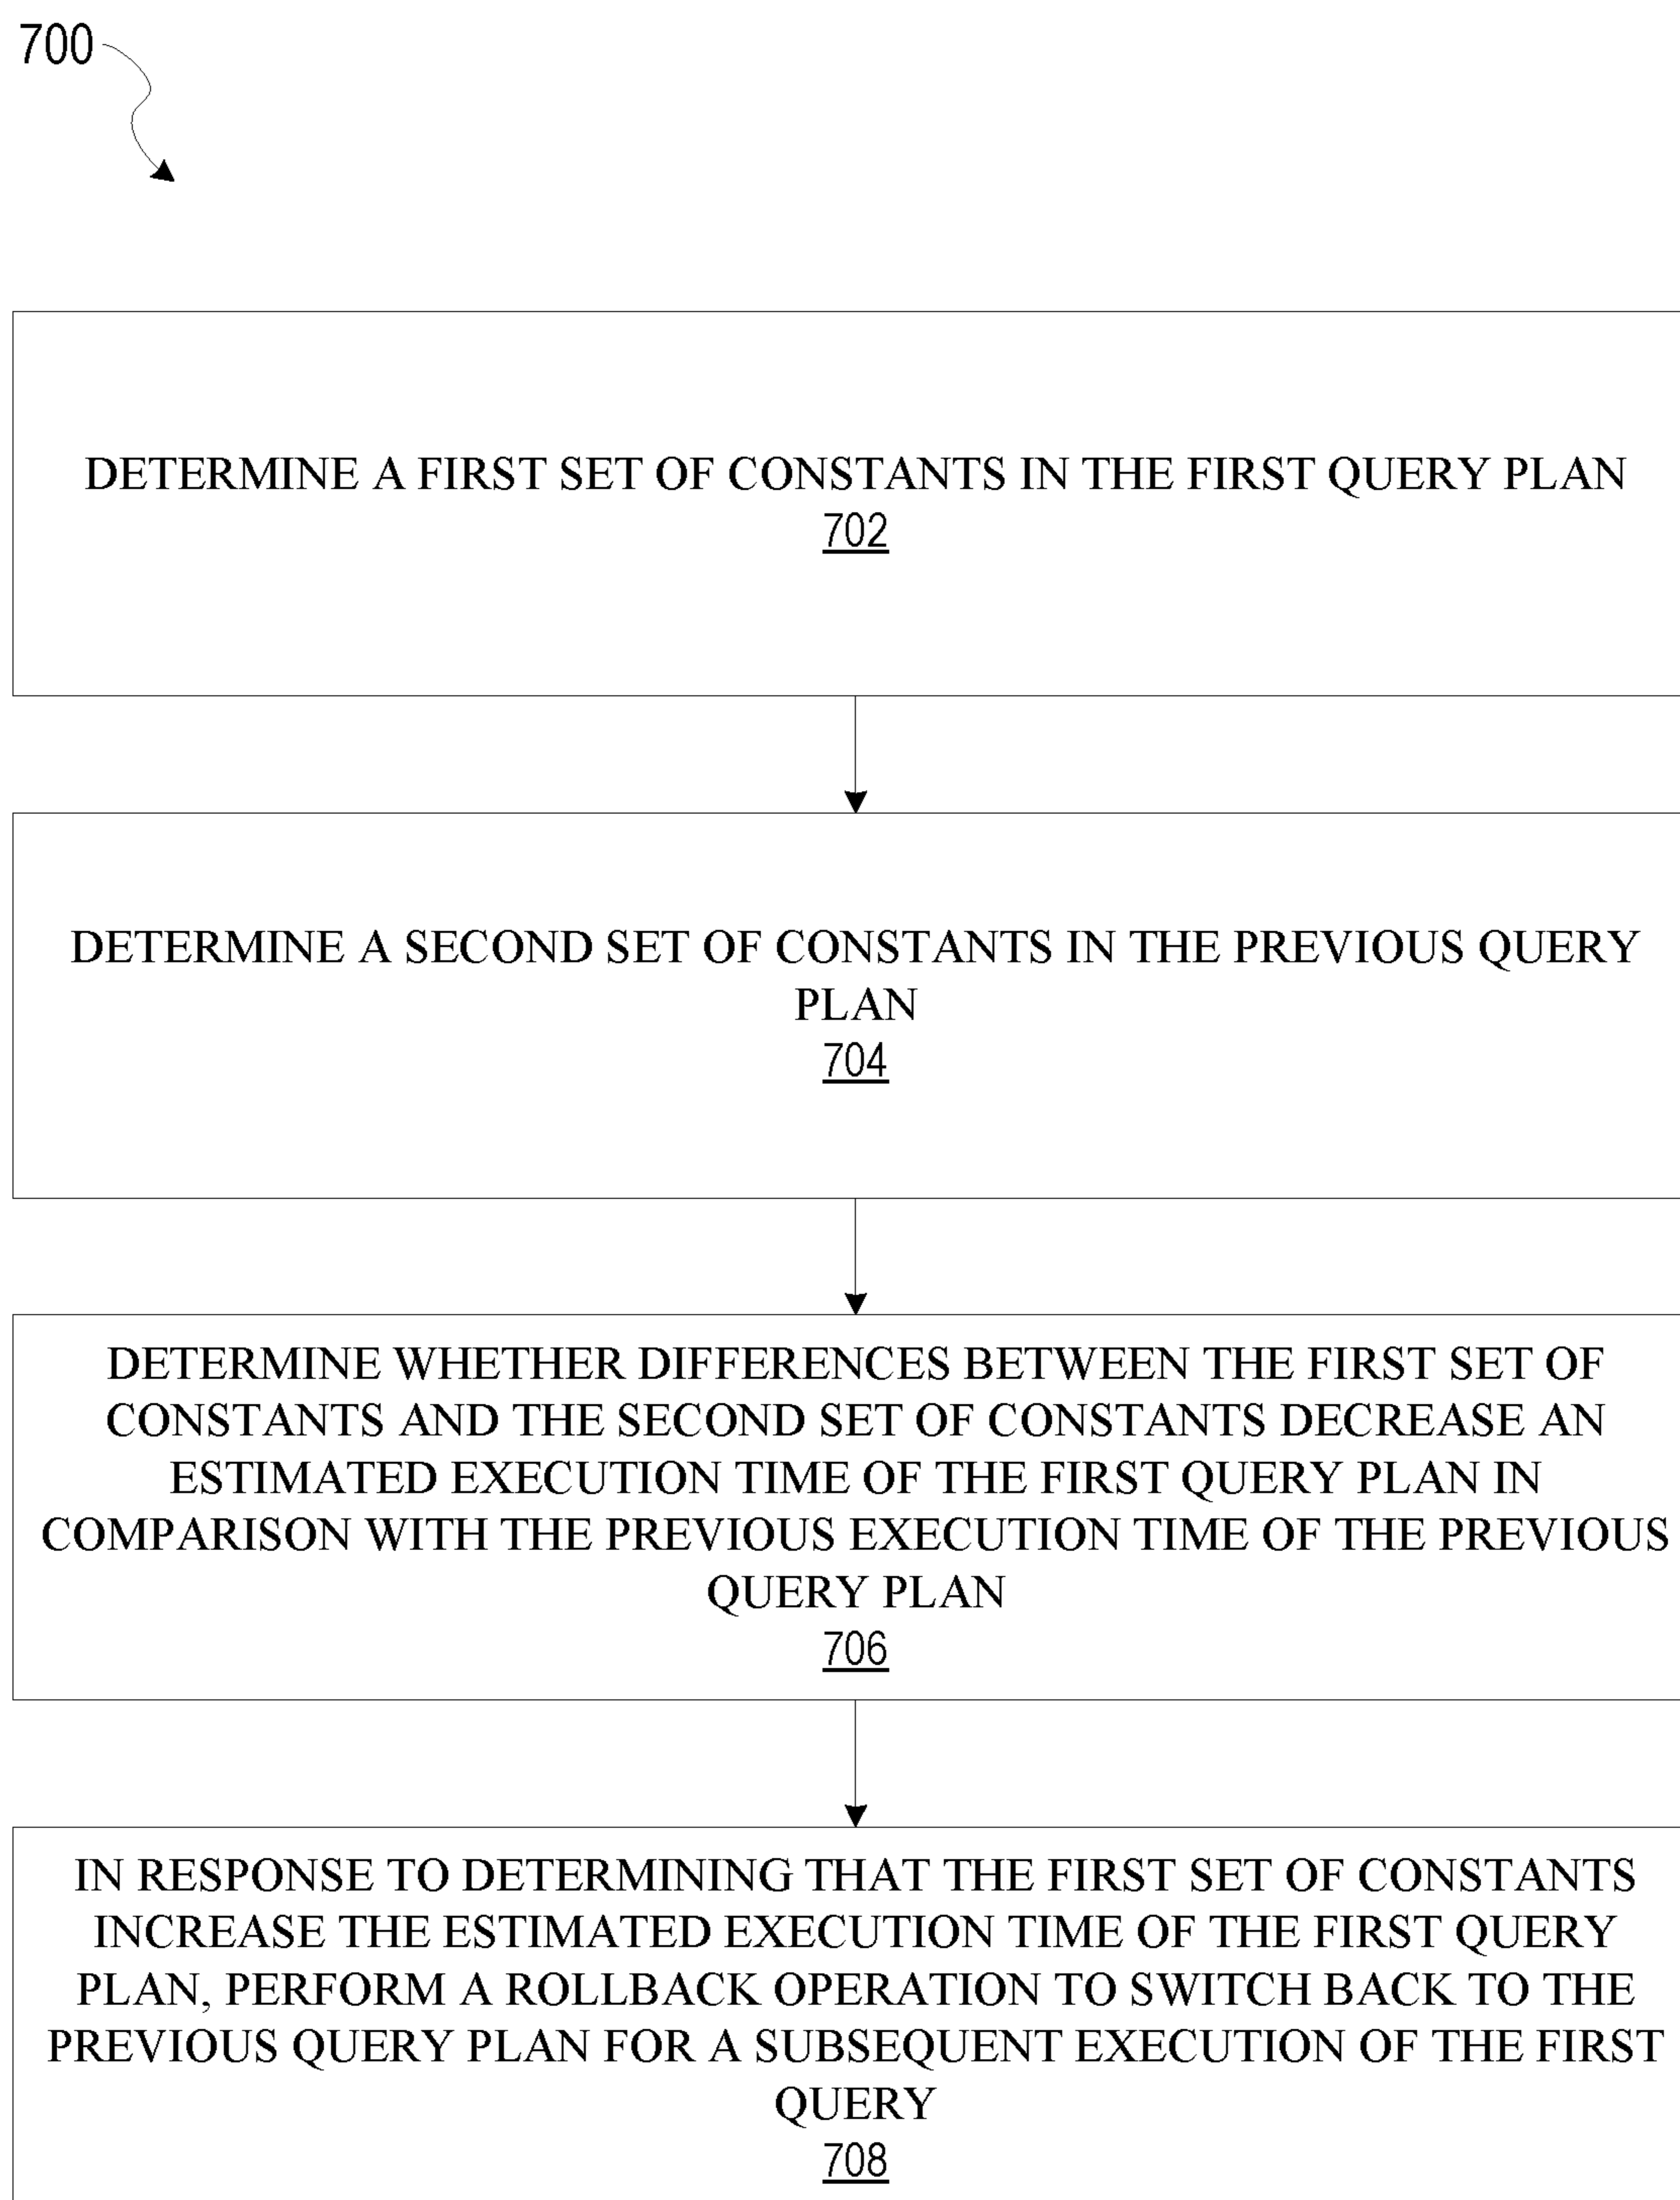 700
DETERMINE A FIRST SET OF CONSTANTS IN THE FIRST QUERY PLAN
702
DETERMINE A SECOND SET OF CONSTANTS IN THE PREVIOUS QUERY
PLAN
704
DETERMINE WHETHER DIFFERENCES BETWEEN THE FIRST SET OF
CONSTANTS AND THE SECOND SET OF CONSTANTS DECREASE AN
ESTIMATED EXECUTION TIME OF THE FIRST QUERY PLAN IN
COMPARISON WITH THE PREVIOUS EXECUTION TIME OF THE PREVIOUS
QUERY PLAN
706
IN RESPONSE TO DETERMINING THAT THE FIRST SET OF CONSTANTS
INCREASE THE ESTIMATED EXECUTION TIME OF THE FIRST QUERY
PLAN, PERFORM A ROLLBACK OPERATION TO SWITCH BACK TO THE
PREVIOUS QUERY PLAN FOR A SUBSEQUENT EXECUTION OF THE FIRST
QUERY
708